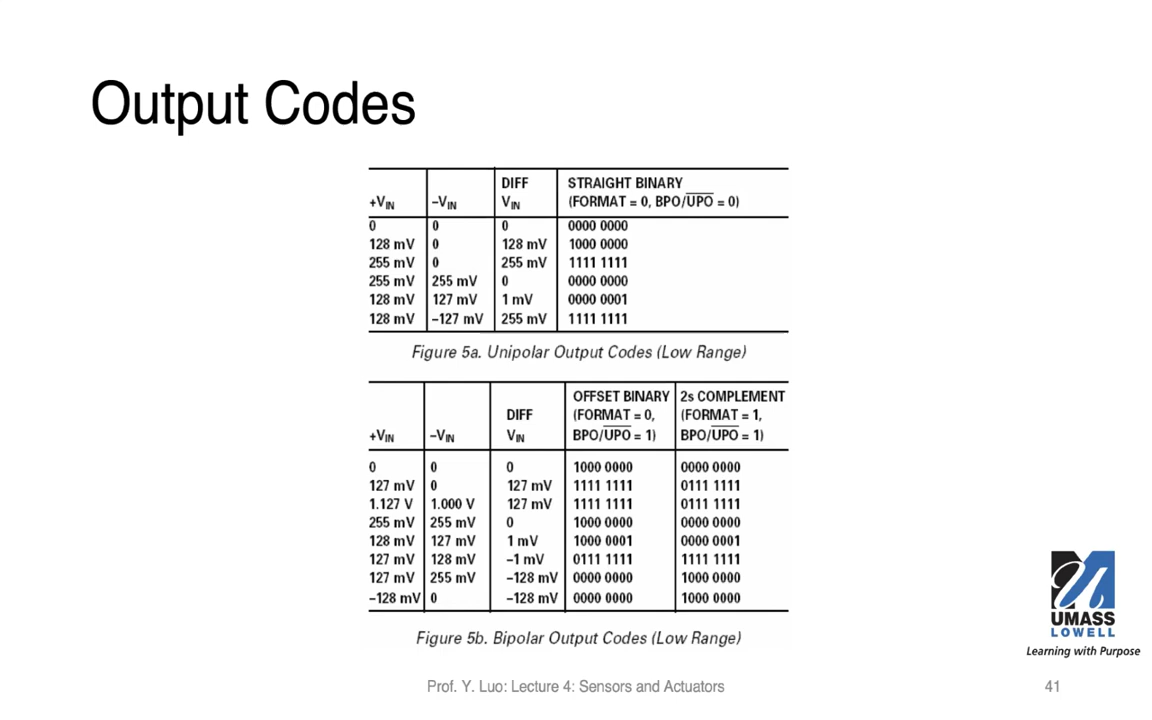 Output Codes
DIFF STRAIGHT BINARY
+VIN –VIN VIN (FORMAT = 0, BPO/UPO = 0)
0 0 0 0000 0000
128 mV 0 128 mV 1000 0000
255 mV 0 255 mV 1111 1111
255 mV 255 mV 0 0000 0000
128 mV 127 mV 1 mV 0000 0001
128 mV –127 mV 255 mV 1111 1111
Figure 5a. Unipolar Output Codes (Low Range)
OFFSET BINARY 2s COMPLEMENT
DIFF (FORMAT = 0, (FORMAT = 1,
+VIN –VIN VIN BPO/UPO = 1) BPO/UPO = 1)
0 0 0 1000 0000 0000 0000
127 mV 0 127 mV 1111 1111 0111 1111
1.127 V 1.000 V 127 mV 1111 1111 0111 1111
255 mV 255 mV 0 1000 0000 0000 0000
128 mV 127 mV 1 mV 1000 0001 0000 0001
127 mV 128 mV –1 mV 0111 1111 1111 1111
127 mV 255 mV –128 mV 0000 0000 1000 0000
–128 mV 0 –128 mV 0000 0000 1000 0000
Figure 5b. Bipolar Output Codes (Low Range)
UMASS
LOWELL
Learning with Purpose
Prof. Y. Luo: Lecture 4: Sensors and Actuators
41